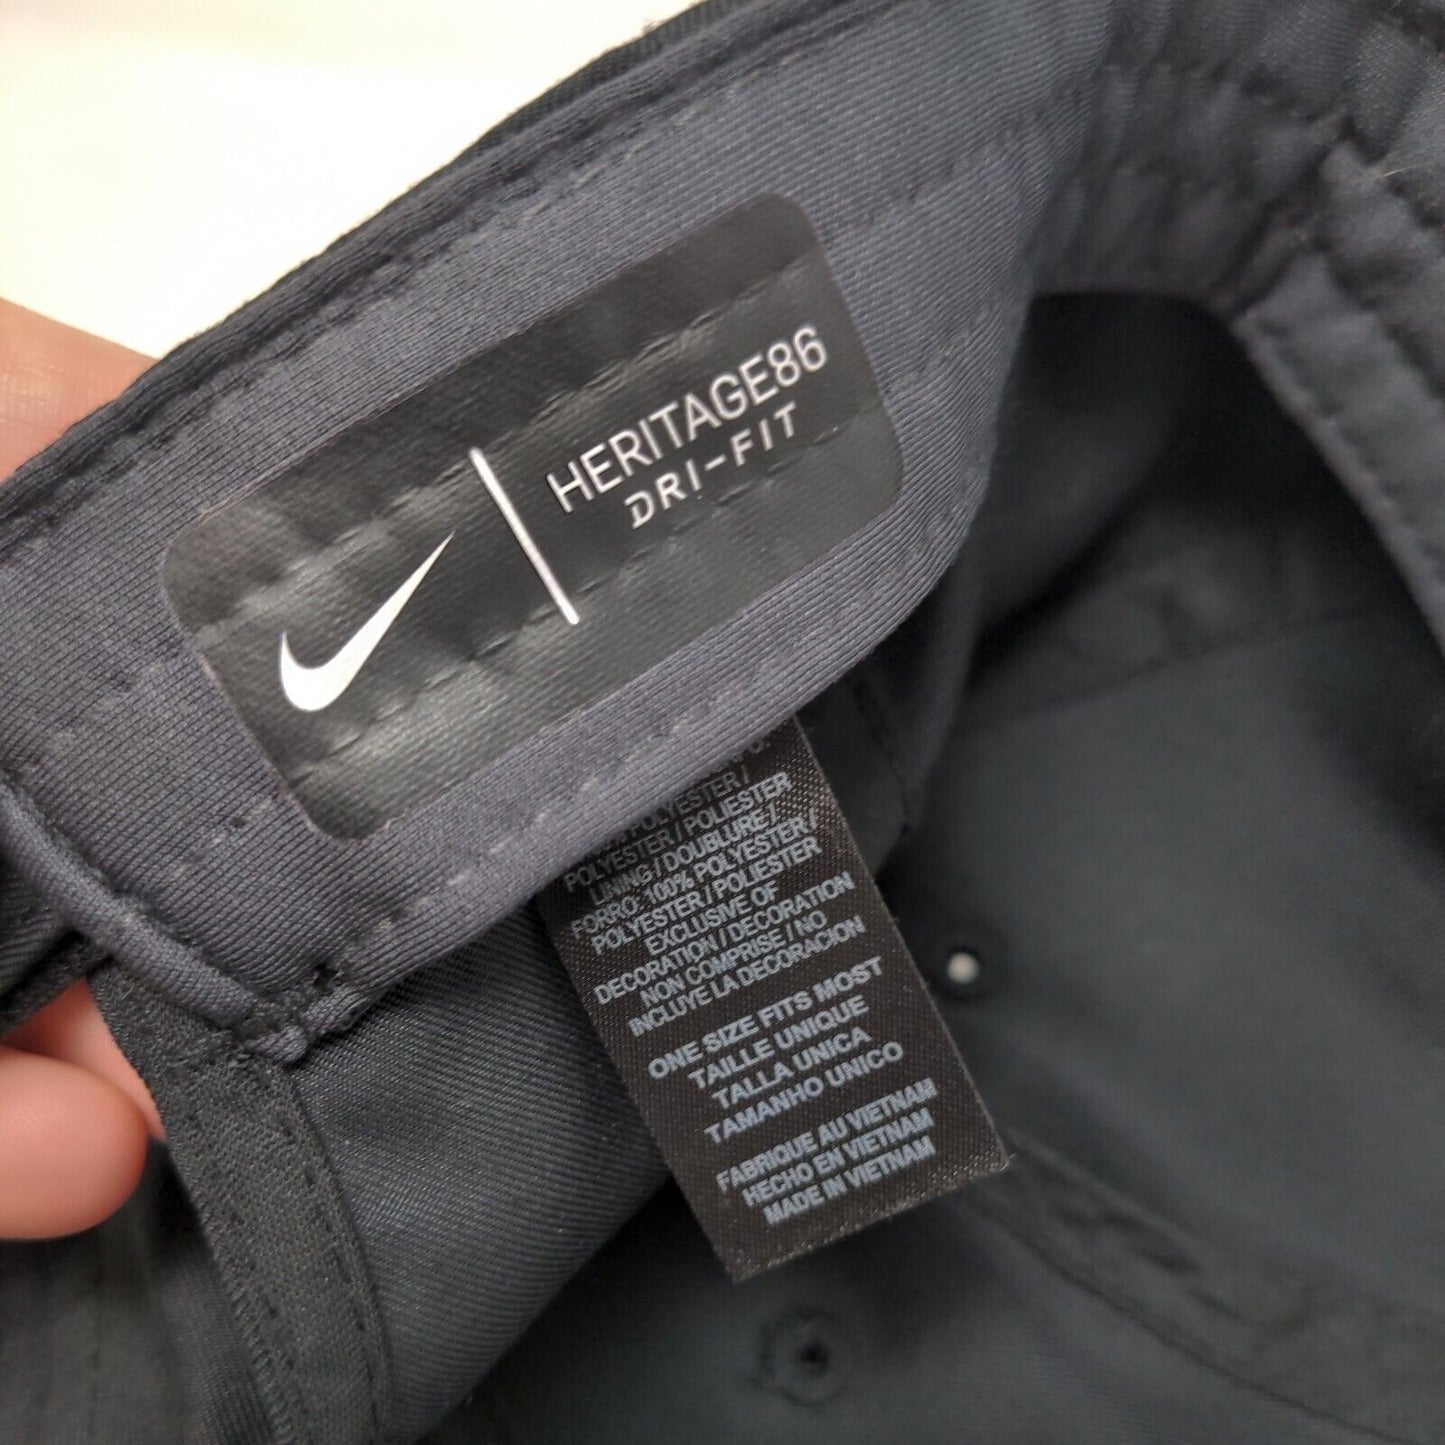 HERITAGE86
DRI-FIT
POLYESTER/
POLYESTER / POLIESTER
LINING / DOUBLURE /
FORRO: 100% POLYESTER/
POLYESTER / POLIESTER
EXCLUSIVE OF
DECORATION / DECORATION
NON COMPRISE / NO
INCLUYE LA DECORACION
ONE SIZE FITS MOST
TAILLE UNIQUE
TALLA UNICA
TAMANHO UNICO
FABRIQUE AU VIETNAM
HECHO EN VIETNAM
MADE IN VIETNAM